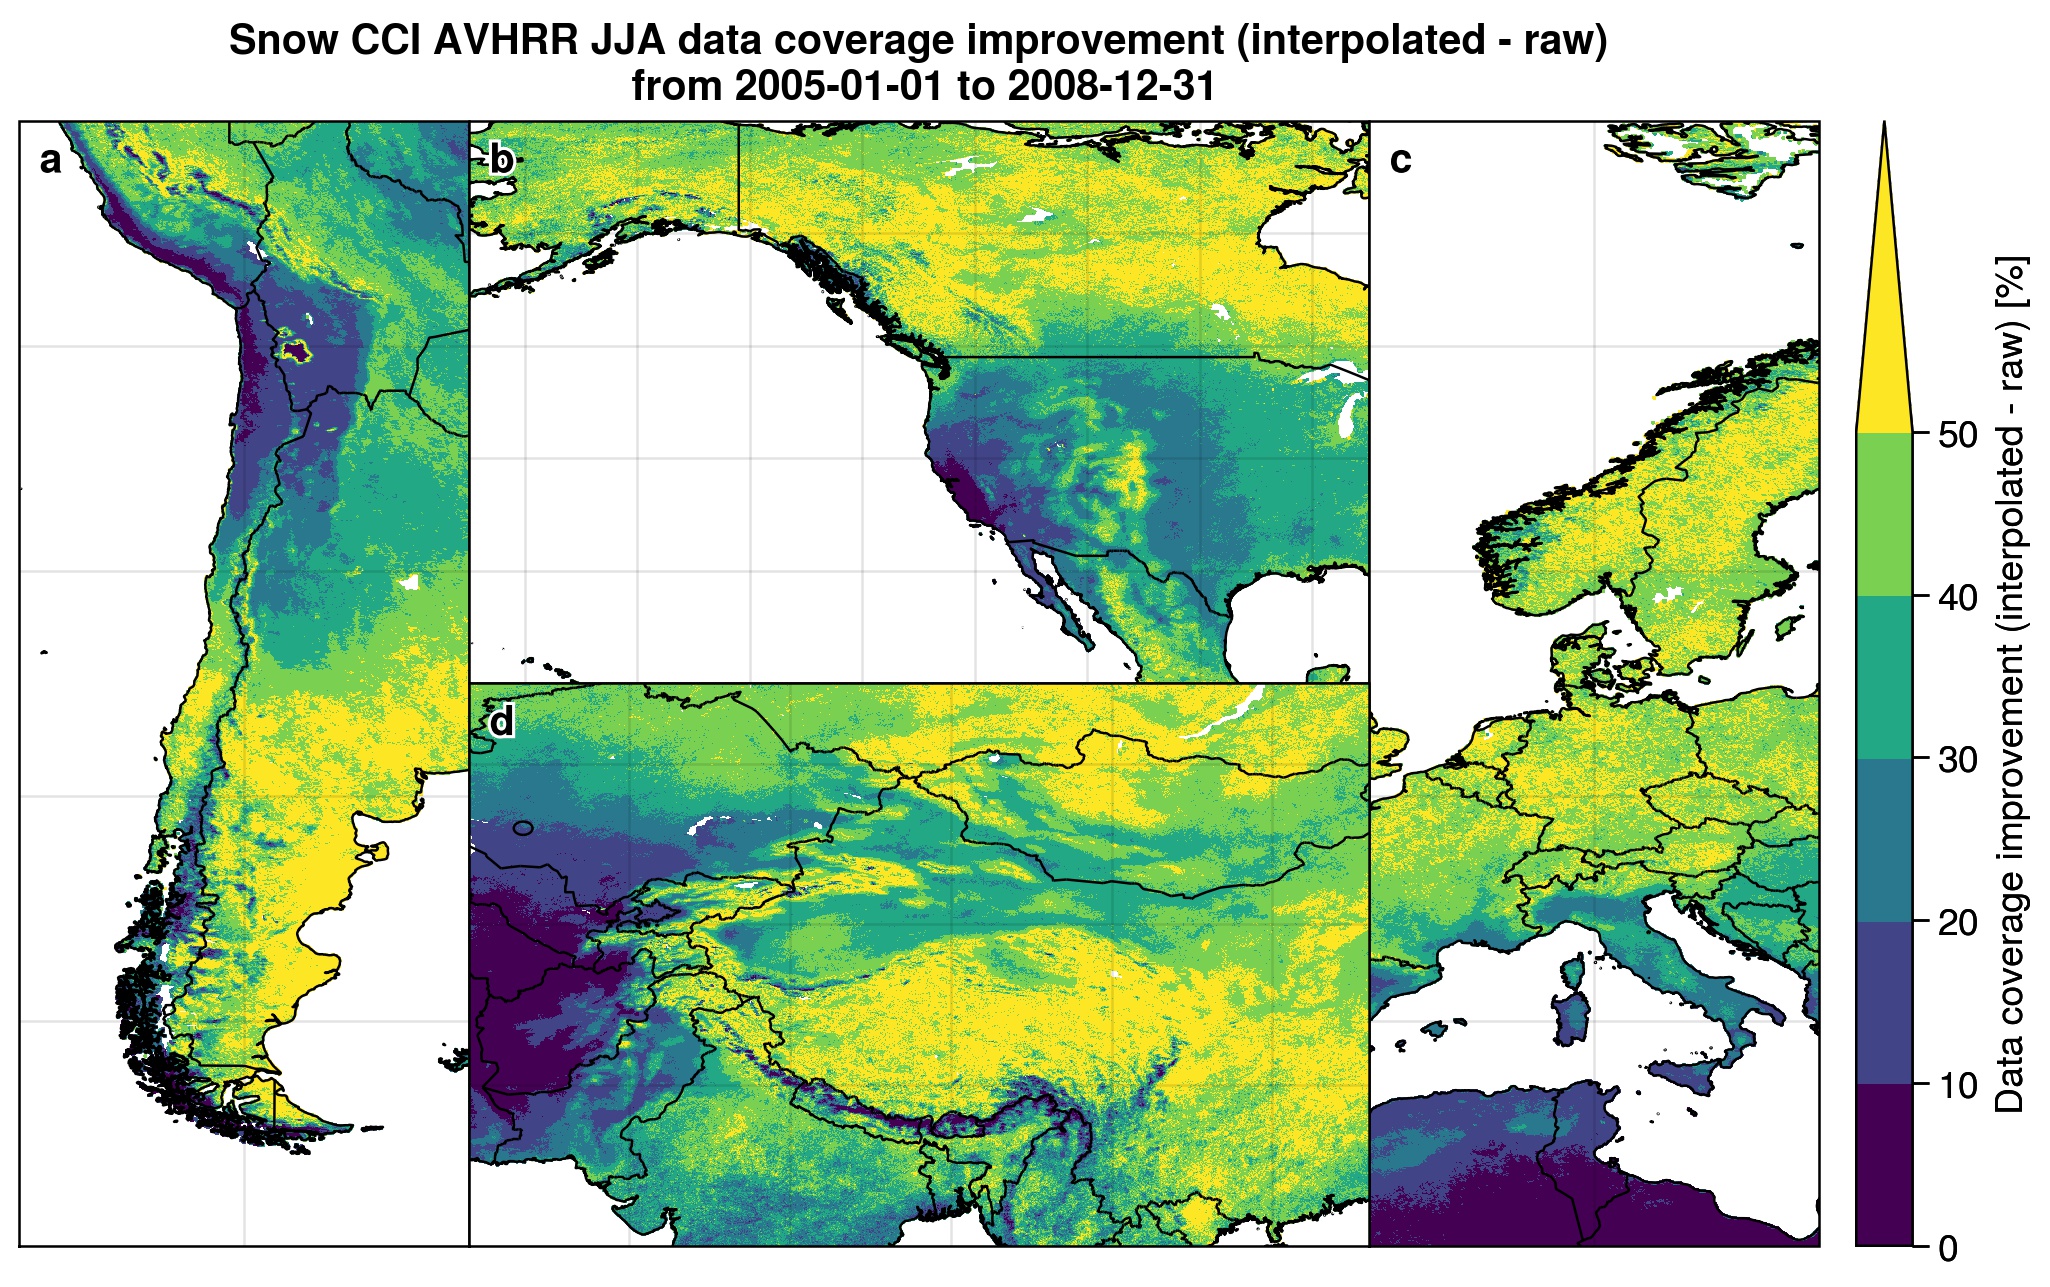 Snow CCI AVHRR JJA data coverage improvement (interpolated - raw)
from 2005-01-01 to 2008-12-31
a
b
c
d
50
40
30
20
10
0
Data coverage improvement (interpolated - raw) [%]